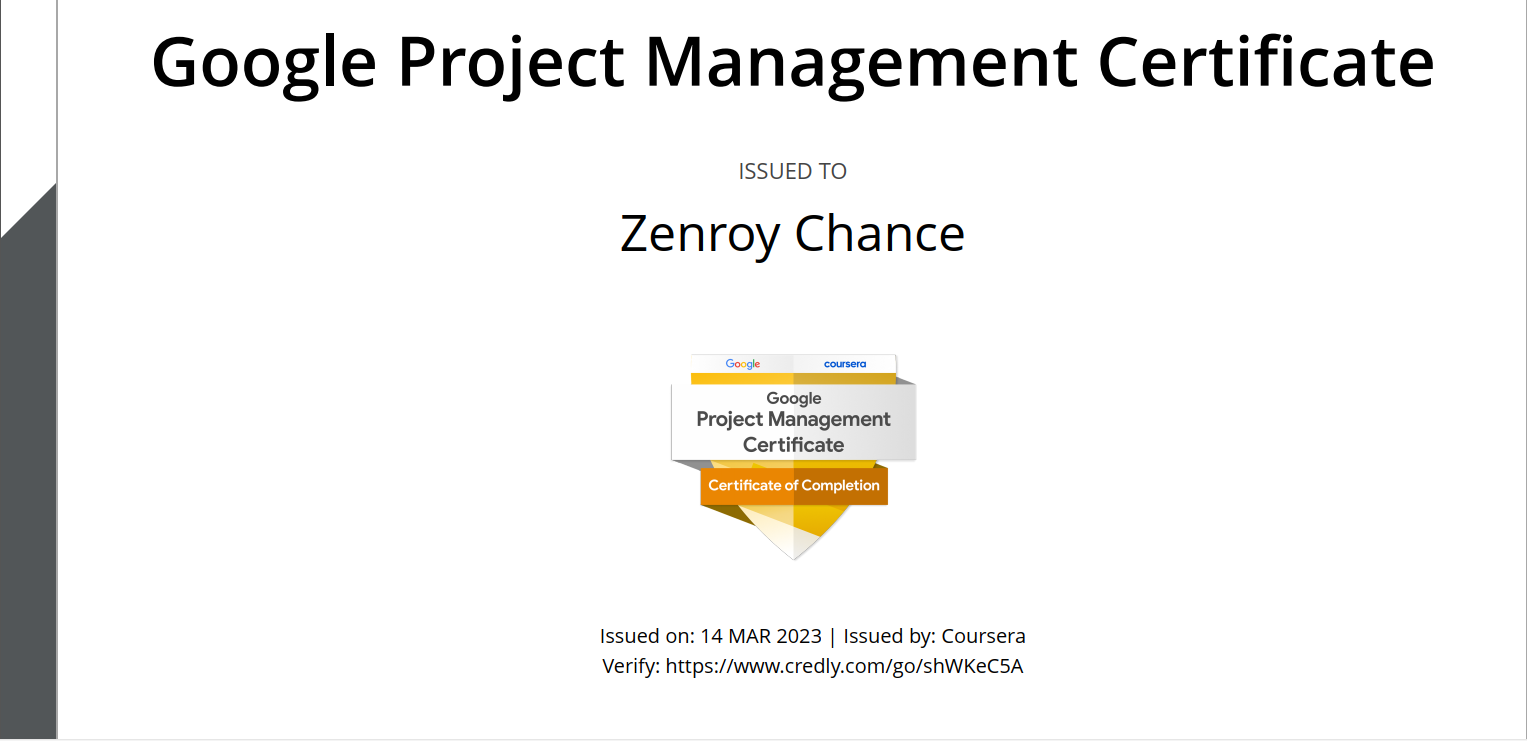 Google Project Management Certificate
ISSUED TO
Zenroy Chance
Google coursera
Google
Project Management
Certificate
Certificate of Completion
Issued on: 14 MAR 2023 | Issued by: Coursera
Verify: https://www.credly.com/go/shWKeC5A